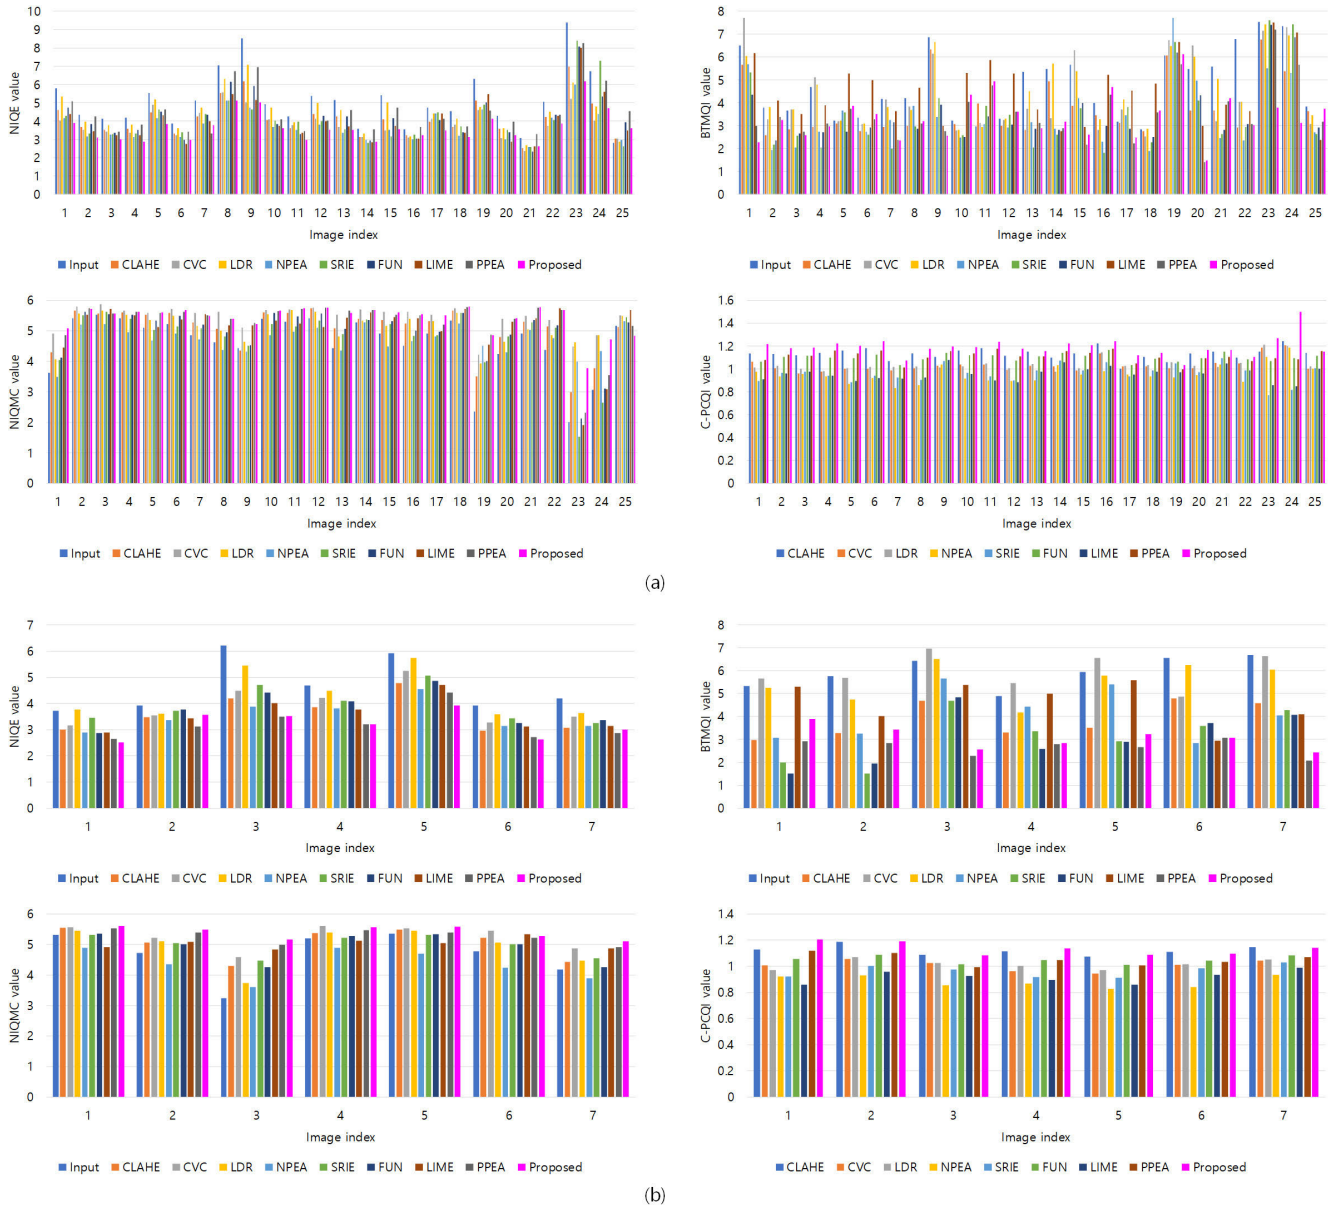 NIQE value
10
9
8
7
6
5
4
3
2
1
0
1 2 3 4 5 6 7 8 9 10 11 12 13 14 15 16 17 18 19 20 21 22 23 24 25
Image index
Input CLAHE CVC LDR NPEA SRIE FUN LIME PPEA Proposed
BTMQI value
8
7
6
5
4
3
2
1
0
1 2 3 4 5 6 7 8 9 10 11 12 13 14 15 16 17 18 19 20 21 22 23 24 25
Image index
Input CLAHE CVC LDR NPEA SRIE FUN LIME PPEA Proposed
NIQMC value
6
5
4
3
2
1
0
1 2 3 4 5 6 7 8 9 10 11 12 13 14 15 16 17 18 19 20 21 22 23 24 25
Image index
Input CLAHE CVC LDR NPEA SRIE FUN LIME PPEA Proposed
C-PCQI value
1.6
1.4
1.2
1
0.8
0.6
0.4
0.2
0
1 2 3 4 5 6 7 8 9 10 11 12 13 14 15 16 17 18 19 20 21 22 23 24 25
Image index
CLAHE CVC LDR NPEA SRIE FUN LIME PPEA Proposed
(a)
NIQE value
7
6
5
4
3
2
1
0
1 2 3 4 5 6 7
Image index
Input CLAHE CVC LDR NPEA SRIE FUN LIME PPEA Proposed
BTMQI value
8
7
6
5
4
3
2
1
0
1 2 3 4 5 6 7
Image index
Input CLAHE CVC LDR NPEA SRIE FUN LIME PPEA Proposed
NIQMC value
6
5
4
3
2
1
0
1 2 3 4 5 6 7
Image index
Input CLAHE CVC LDR NPEA SRIE FUN LIME PPEA Proposed
C-PCQI value
1.4
1.2
1
0.8
0.6
0.4
0.2
0
1 2 3 4 5 6 7
Image index
CLAHE CVC LDR NPEA SRIE FUN LIME PPEA Proposed
(b)